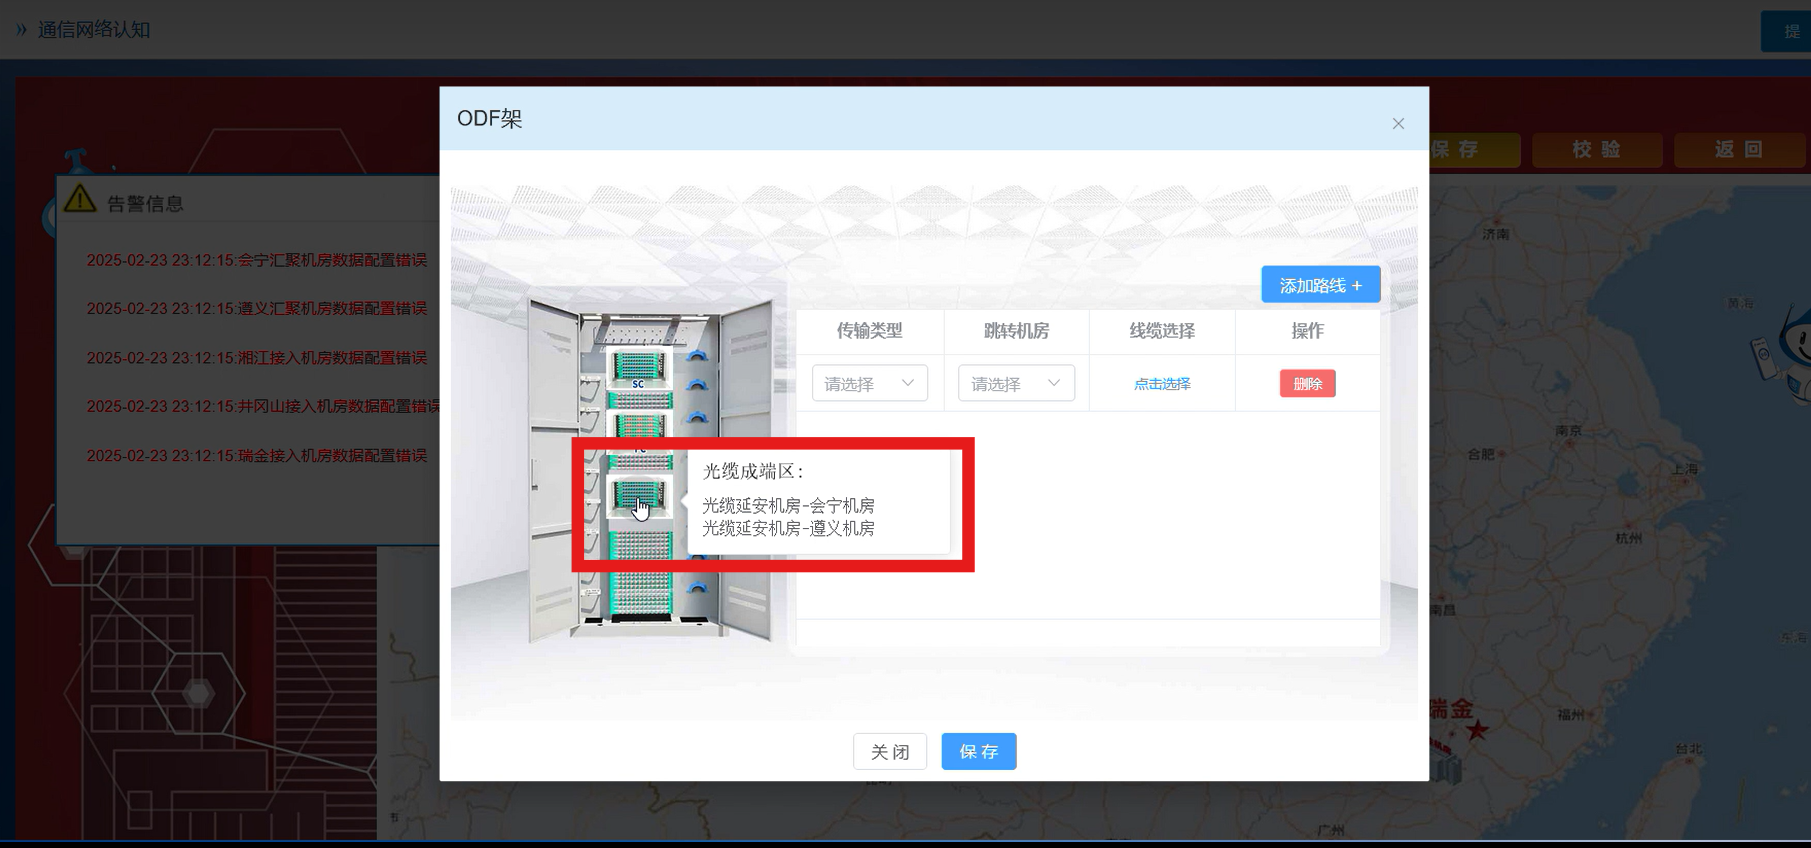 » 通信网络认知
提
ODF架
×
保 存
校 验
返 回
告警信息
2025-02-23 23:12:15:会宁汇聚机房数据配置错误
2025-02-23 23:12:15:遵义汇聚机房数据配置错误
2025-02-23 23:12:15:湘江接入机房数据配置错误
2025-02-23 23:12:15:井冈山接入机房数据配置错误
2025-02-23 23:12:15:瑞金接入机房数据配置错误
添加路线 +
传输类型 跳转机房 线缆选择 操作
请选择 请选择 点击选择 删除
SC
FC
光缆成端区:
光缆延安机房-会宁机房
光缆延安机房-遵义机房
关 闭 保 存
济南
黄海
南京
合肥
上海
杭州
南昌
东海
瑞金
福州
台北
广州